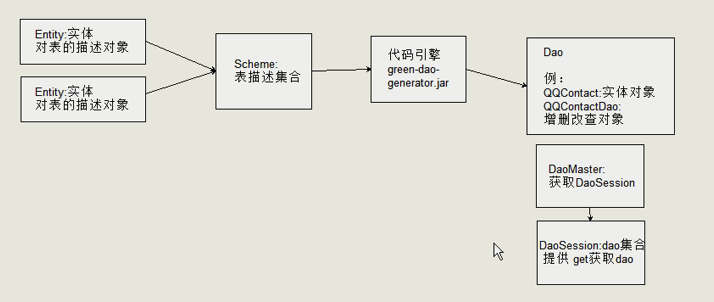 Entity:实体
对表的描述对象
Entity:实体
对表的描述对象
Scheme:
表描述集合
代码引擎
green-dao-
generator.jar
Dao
例：
QQContact:实体对象
QQContactDao:
增删改查对象
DaoMaster:
获取DaoSession
DaoSession:dao集合
提供 get获取dao